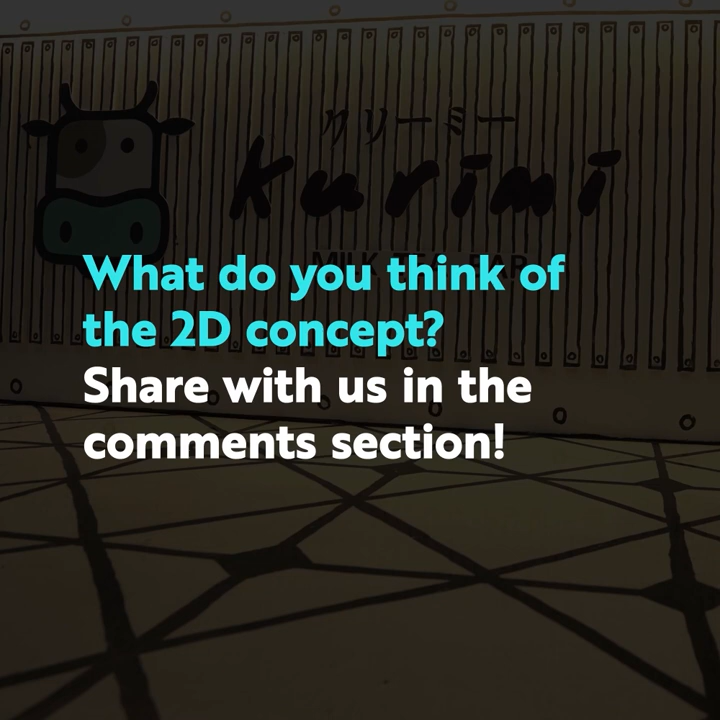 クリーミー
kurimi
MILK
What do you think of
the 2D concept?
Share with us in the
comments section!